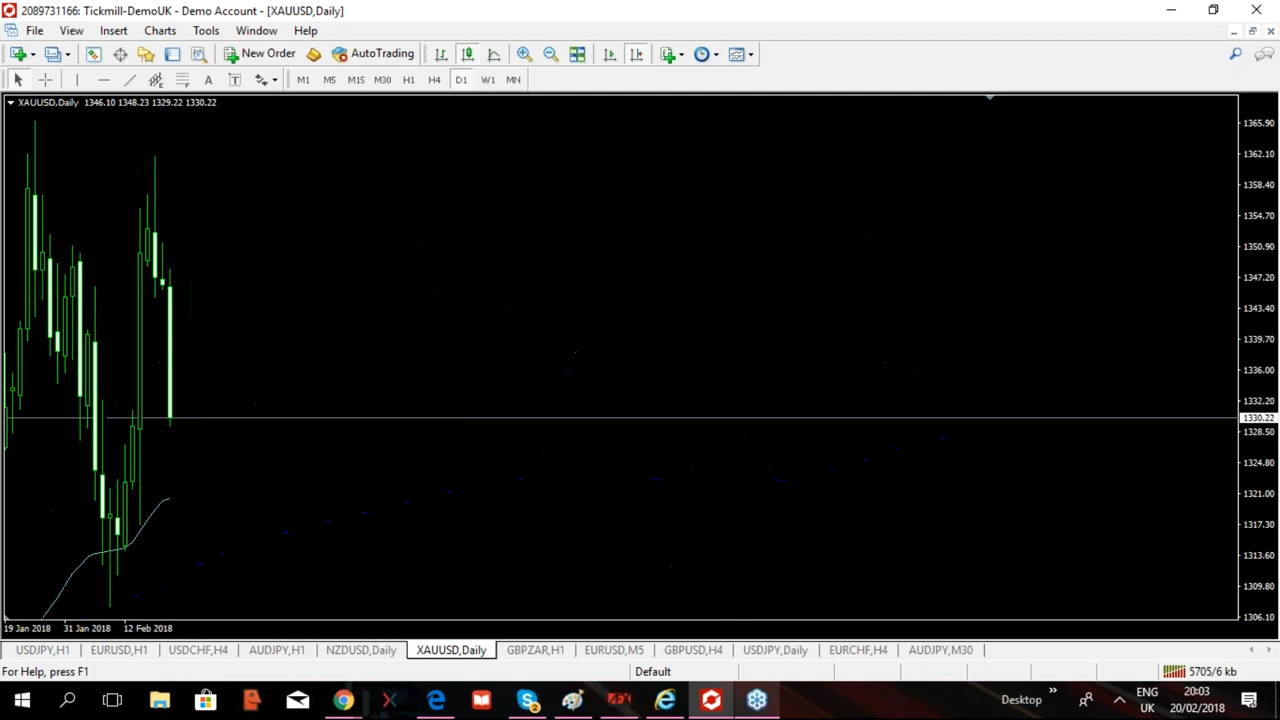 2089731166: Tickmill-DemoUK - Demo Account - [XAUUSD,Daily]
File View Insert Charts Tools Window Help
New Order AutoTrading
A T M1 M5 M15 M30 H1 H4 D1 W1 MN
XAUUSD,Daily 1346.10 1348.23 1329.22 1330.22
1365.90
1362.10
1358.40
1354.70
1350.90
1347.20
1343.40
1339.70
1336.00
1332.20
1330.22
1328.50
1324.80
1321.00
1317.30
1313.60
1309.80
1306.10
19 Jan 2018 31 Jan 2018 12 Feb 2018
USDJPY,H1 EURUSD,H1 USDCHF,H4 AUDJPY,H1 NZDUSD,Daily XAUUSD,Daily GBPZAR,H1 EURUSD,M5 GBPUSD,H4 USDJPY,Daily EURCHF,H4 AUDJPY,M30
For Help, press F1 Default 5705/6 kb
Desktop ENG 20:03
UK 20/02/2018